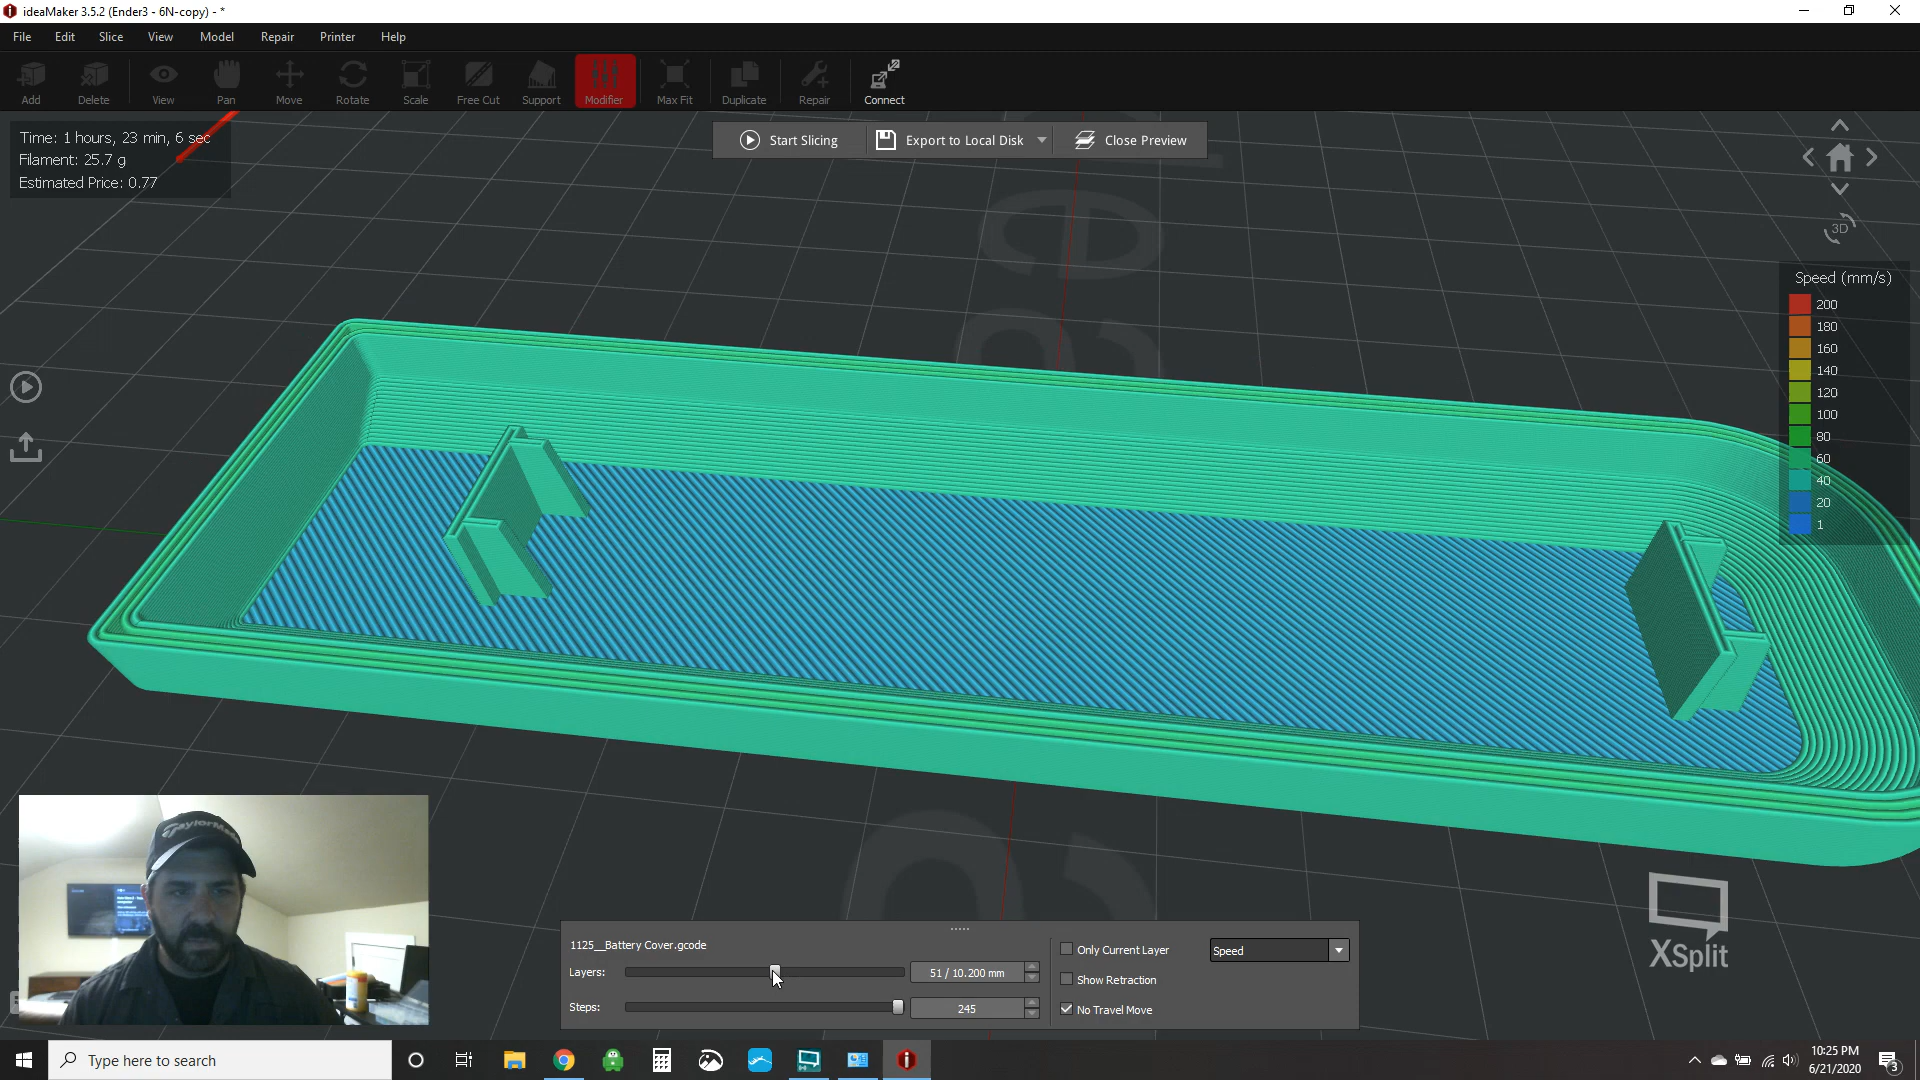 ideaMaker 3.5.2 (Ender3 - 6N-copy) - *
File Edit Slice View Model Repair Printer Help
Add Delete View Pan Move Rotate Scale Free Cut Support Modifier Max Fit Duplicate Repair Connect
Time: 1 hours, 23 min, 6 sec
Filament: 25.7 g
Estimated Price: 0.77
Start Slicing Export to Local Disk Close Preview
3D
Speed (mm/s)
200
180
160
140
120
100
80
60
40
20
1
TaylorMade
1125__Battery Cover.gcode
Layers: 51 / 10.200 mm
Steps: 245
Only Current Layer Speed
Show Retraction
No Travel Move
XSplit
Type here to search
10:25 PM
6/21/2020
3